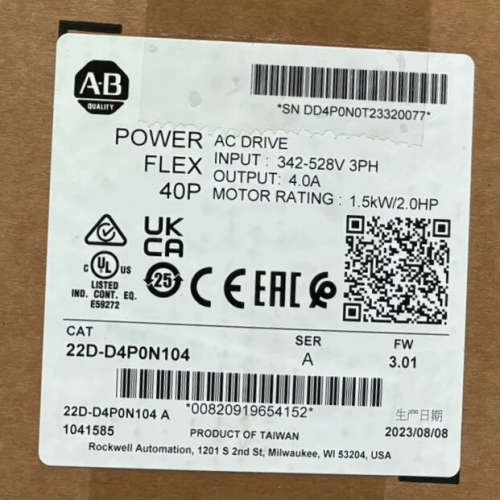 A-B
QUALITY
*SN DD4P0N0T23320077*
POWER
FLEX
40P
AC DRIVE
INPUT : 342-528V 3PH
OUTPUT: 4.0A
MOTOR RATING : 1.5kW/2.0HP
UK
CA
C UL US
LISTED
IND. CONT. EQ.
E59272
25
CE
EAC
CAT
22D-D4P0N104
SER
A
FW
3.01
*00820919654152*
22D-D4P0N104 A
1041585
PRODUCT OF TAIWAN
生产日期
2023/08/08
Rockwell Automation, 1201 S 2nd St, Milwaukee, WI 53204, USA